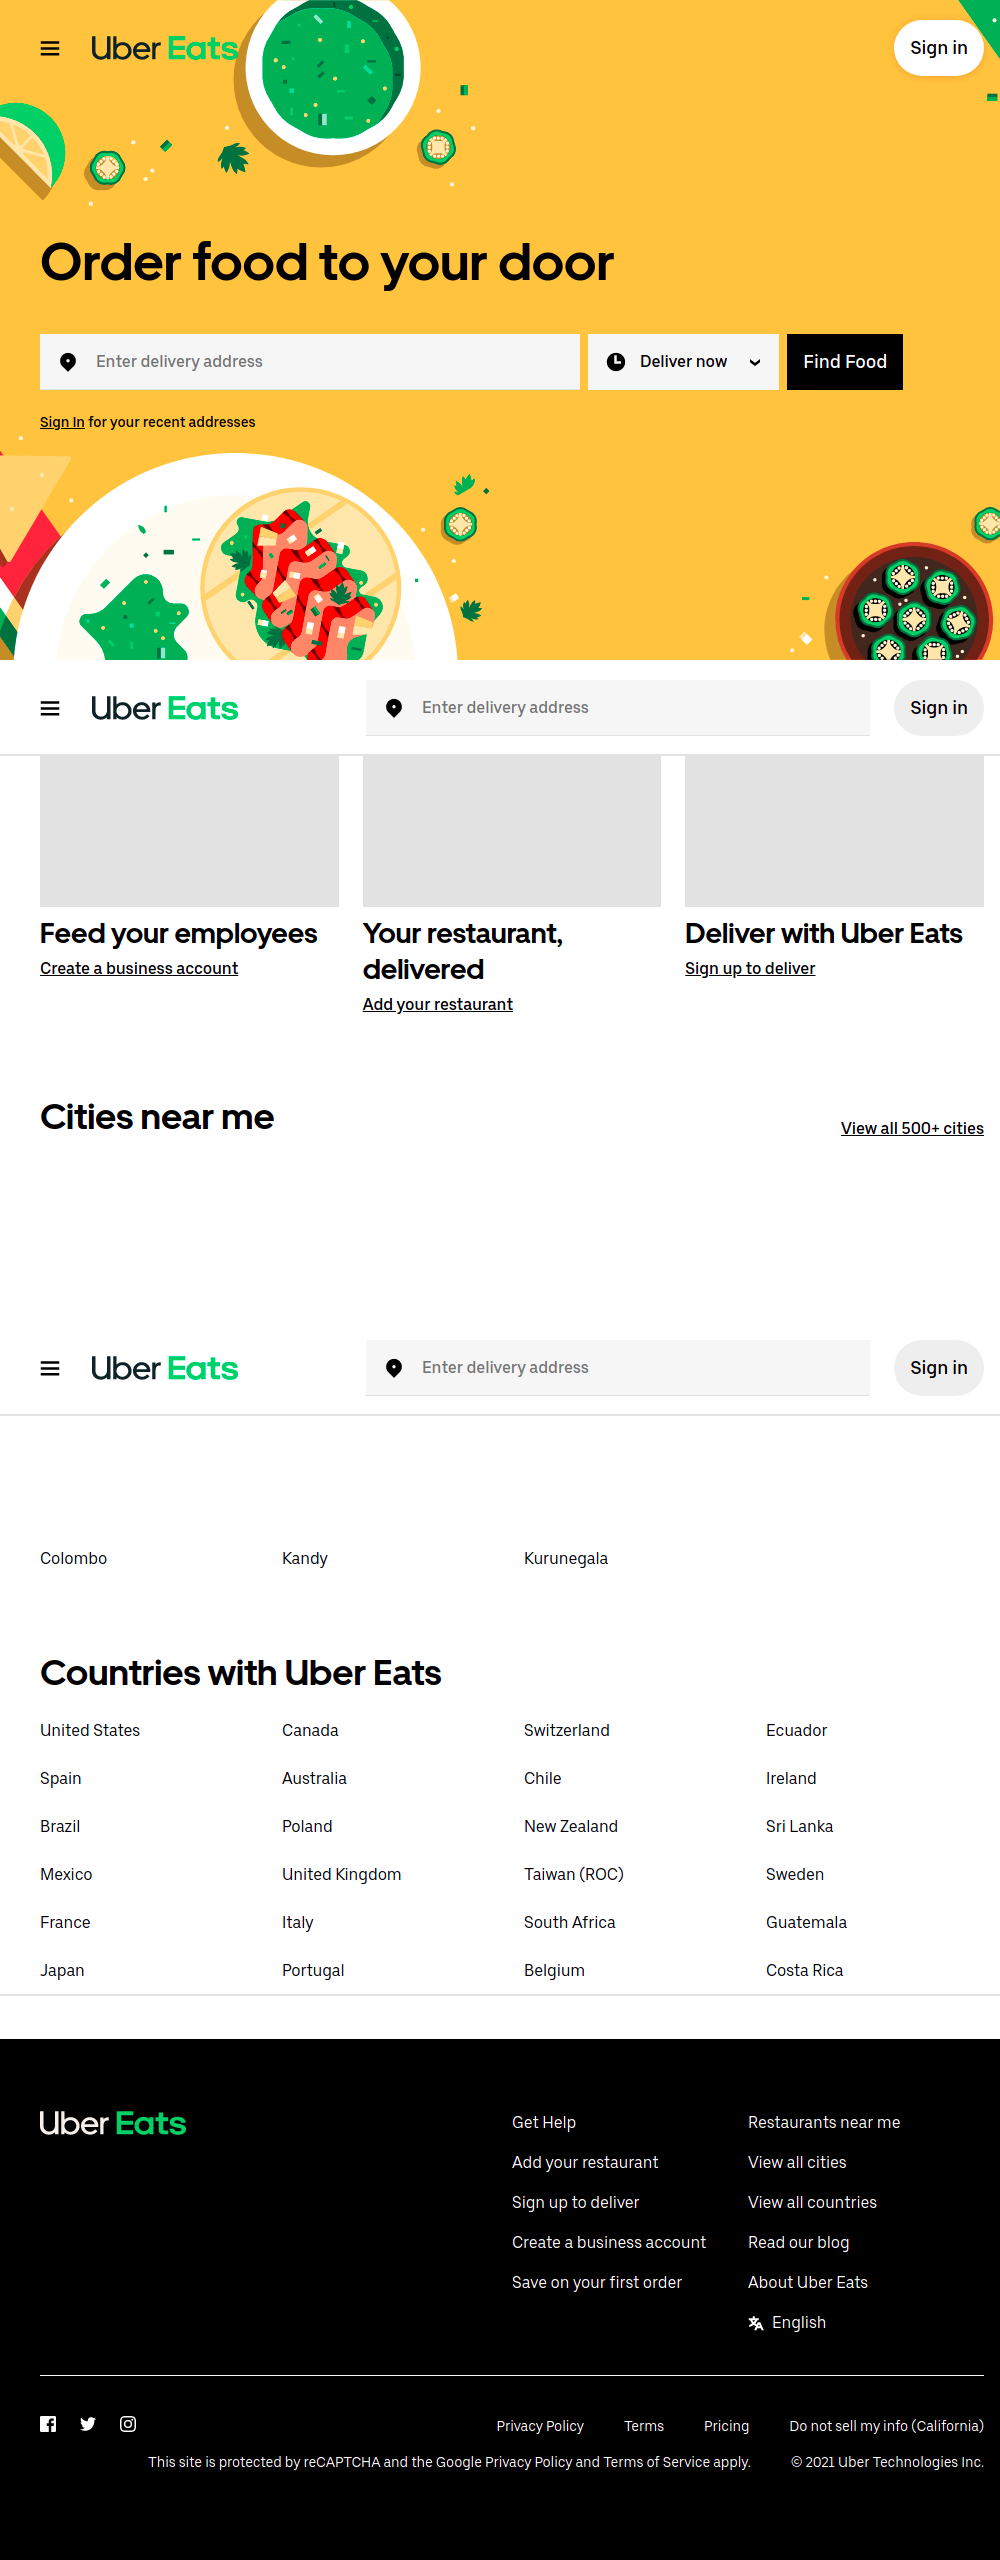 Uber Eats
Sign in
Order food to your door
Enter delivery address
Deliver now
Find Food
Sign In for your recent addresses
Uber Eats
Enter delivery address
Sign in
Feed your employees
Create a business account
Your restaurant,
delivered
Add your restaurant
Deliver with Uber Eats
Sign up to deliver
Cities near me
View all 500+ cities
Uber Eats
Enter delivery address
Sign in
Colombo
Kandy
Kurunegala
Countries with Uber Eats
United States
Canada
Switzerland
Ecuador
Spain
Australia
Chile
Ireland
Brazil
Poland
New Zealand
Sri Lanka
Mexico
United Kingdom
Taiwan (ROC)
Sweden
France
Italy
South Africa
Guatemala
Japan
Portugal
Belgium
Costa Rica
Uber Eats
Get Help
Add your restaurant
Sign up to deliver
Create a business account
Save on your first order
Restaurants near me
View all cities
View all countries
Read our blog
About Uber Eats
English
Privacy Policy
Terms
Pricing
Do not sell my info (California)
This site is protected by reCAPTCHA and the Google Privacy Policy and Terms of Service apply.
© 2021 Uber Technologies Inc.